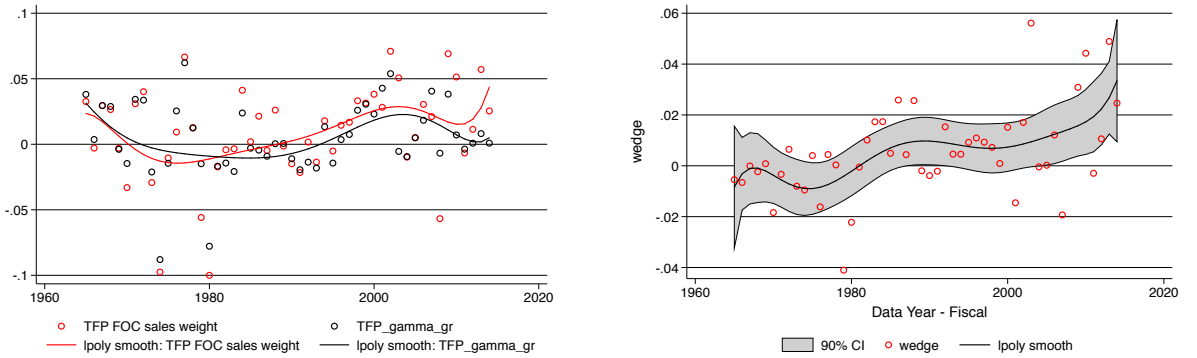 .1
.05
0
-.05
-.1
1960
1980
2000
2020
TFP FOC sales weight
TFP_gamma_gr
lpoly smooth: TFP FOC sales weight
lpoly smooth: TFP_gamma_gr
wedge
.06
.04
.02
0
-.02
-.04
1960
1980
2000
2020
Data Year - Fiscal
90% CI
wedge
lpoly smooth